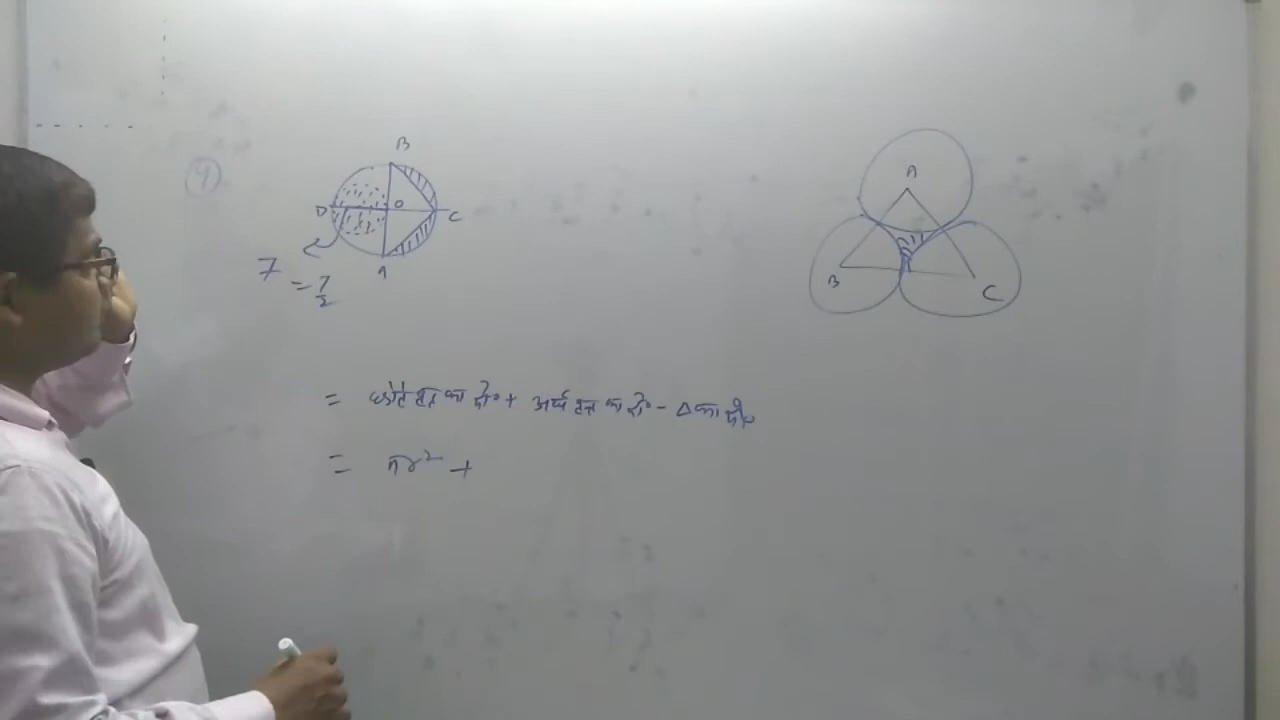 9
B
D O C
A
7 = 7/2
A
B C
= छोटे वृत का क्षे० + अर्ध वृत का क्षे० - Δ का क्षे०
= πr² +